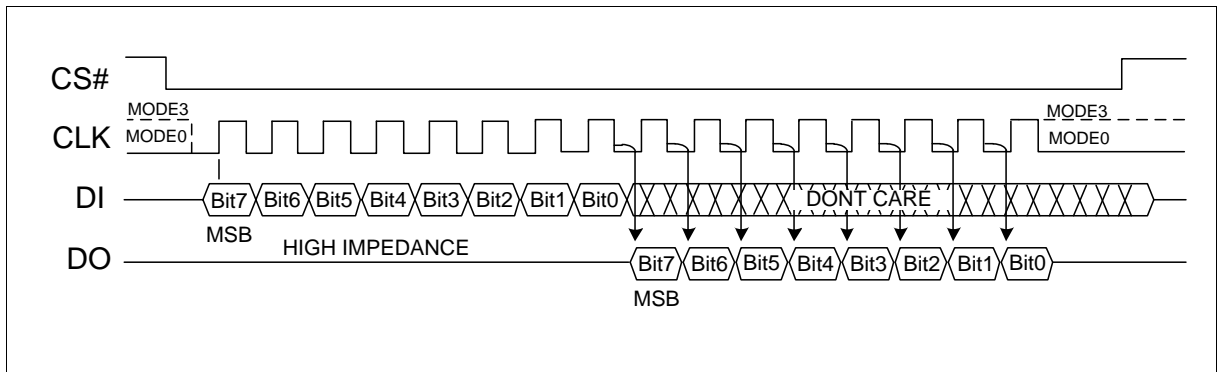 CS#
MODE3 MODE3
CLK MODE0 MODE0
DI Bit7 Bit6 Bit5 Bit4 Bit3 Bit2 Bit1 Bit0 DONT CARE
MSB
DO HIGH IMPEDANCE Bit7 Bit6 Bit5 Bit4 Bit3 Bit2 Bit1 Bit0
MSB